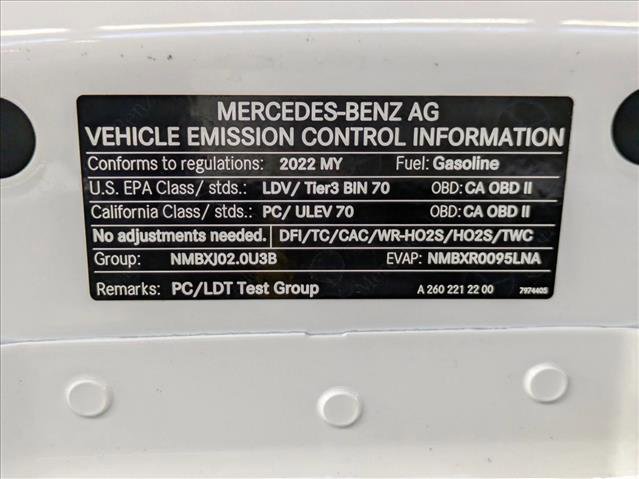 MERCEDES-BENZ AG
VEHICLE EMISSION CONTROL INFORMATION
Conforms to regulations: 2022 MY Fuel: Gasoline
U.S. EPA Class/ stds.: LDV/ Tier3 BIN 70 OBD: CA OBD II
California Class/ stds.: PC/ ULEV 70 OBD: CA OBD II
No adjustments needed. DFI/TC/CAC/WR-HO2S/HO2S/TWC
Group: NMBXJ02.0U3B EVAP: NMBXR0095LNA
Remarks: PC/LDT Test Group A 260 221 22 00 7974405